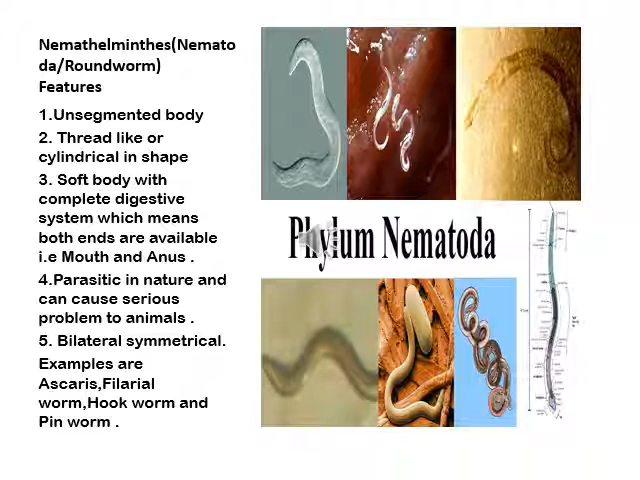 Nemathelminthes(Nemato
da/Roundworm)
Features
1.Unsegmented body
2. Thread like or
cylindrical in shape
3. Soft body with
complete digestive
system which means
both ends are available
i.e Mouth and Anus .
4.Parasitic in nature and
can cause serious
problem to animals .
5. Bilateral symmetrical.
Examples are
Ascaris,Filarial
worm,Hook worm and
Pin worm .
Phylum Nematoda